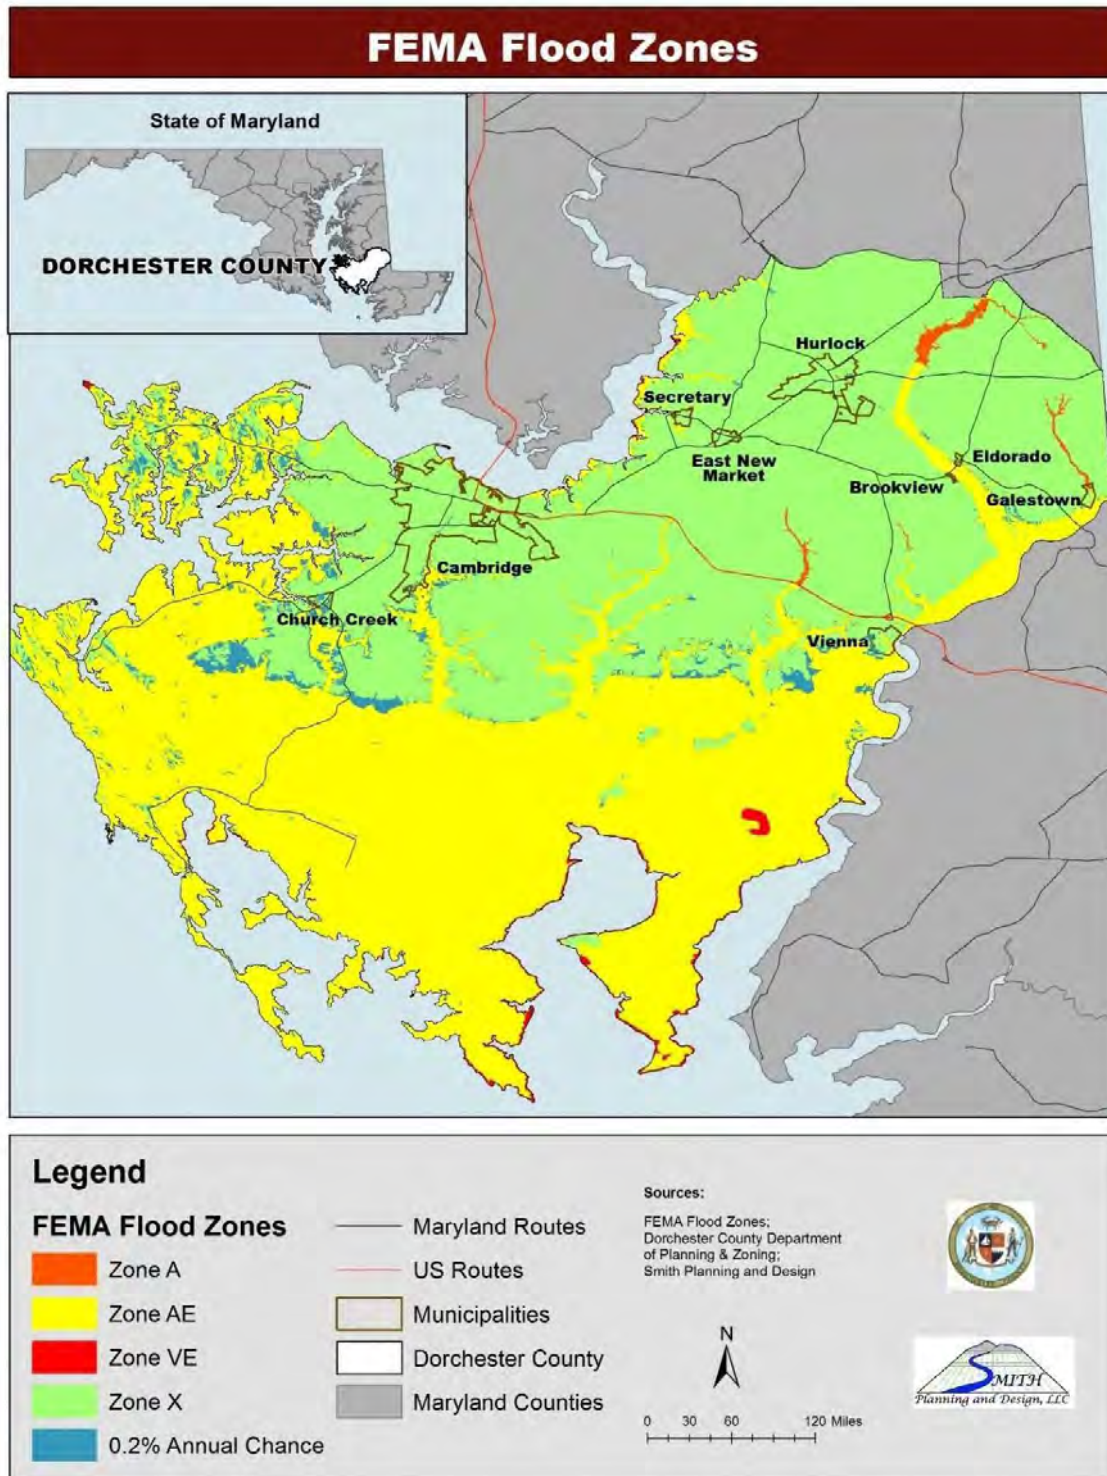 FEMA Flood Zones
State of Maryland
DORCHESTER COUNTY
Hurlock
Secretary
East New
Market
Eldorado
Brookview
Galestown
Cambridge
Church Creek
Vienna
Legend
FEMA Flood Zones
Zone A
Zone AE
Zone VE
Zone X
0.2% Annual Chance
Maryland Routes
US Routes
Municipalities
Dorchester County
Maryland Counties
Sources:
FEMA Flood Zones;
Dorchester County Department
of Planning & Zoning;
Smith Planning and Design
N
0 30 60 120 Miles
SMITH
Planning and Design, LLC